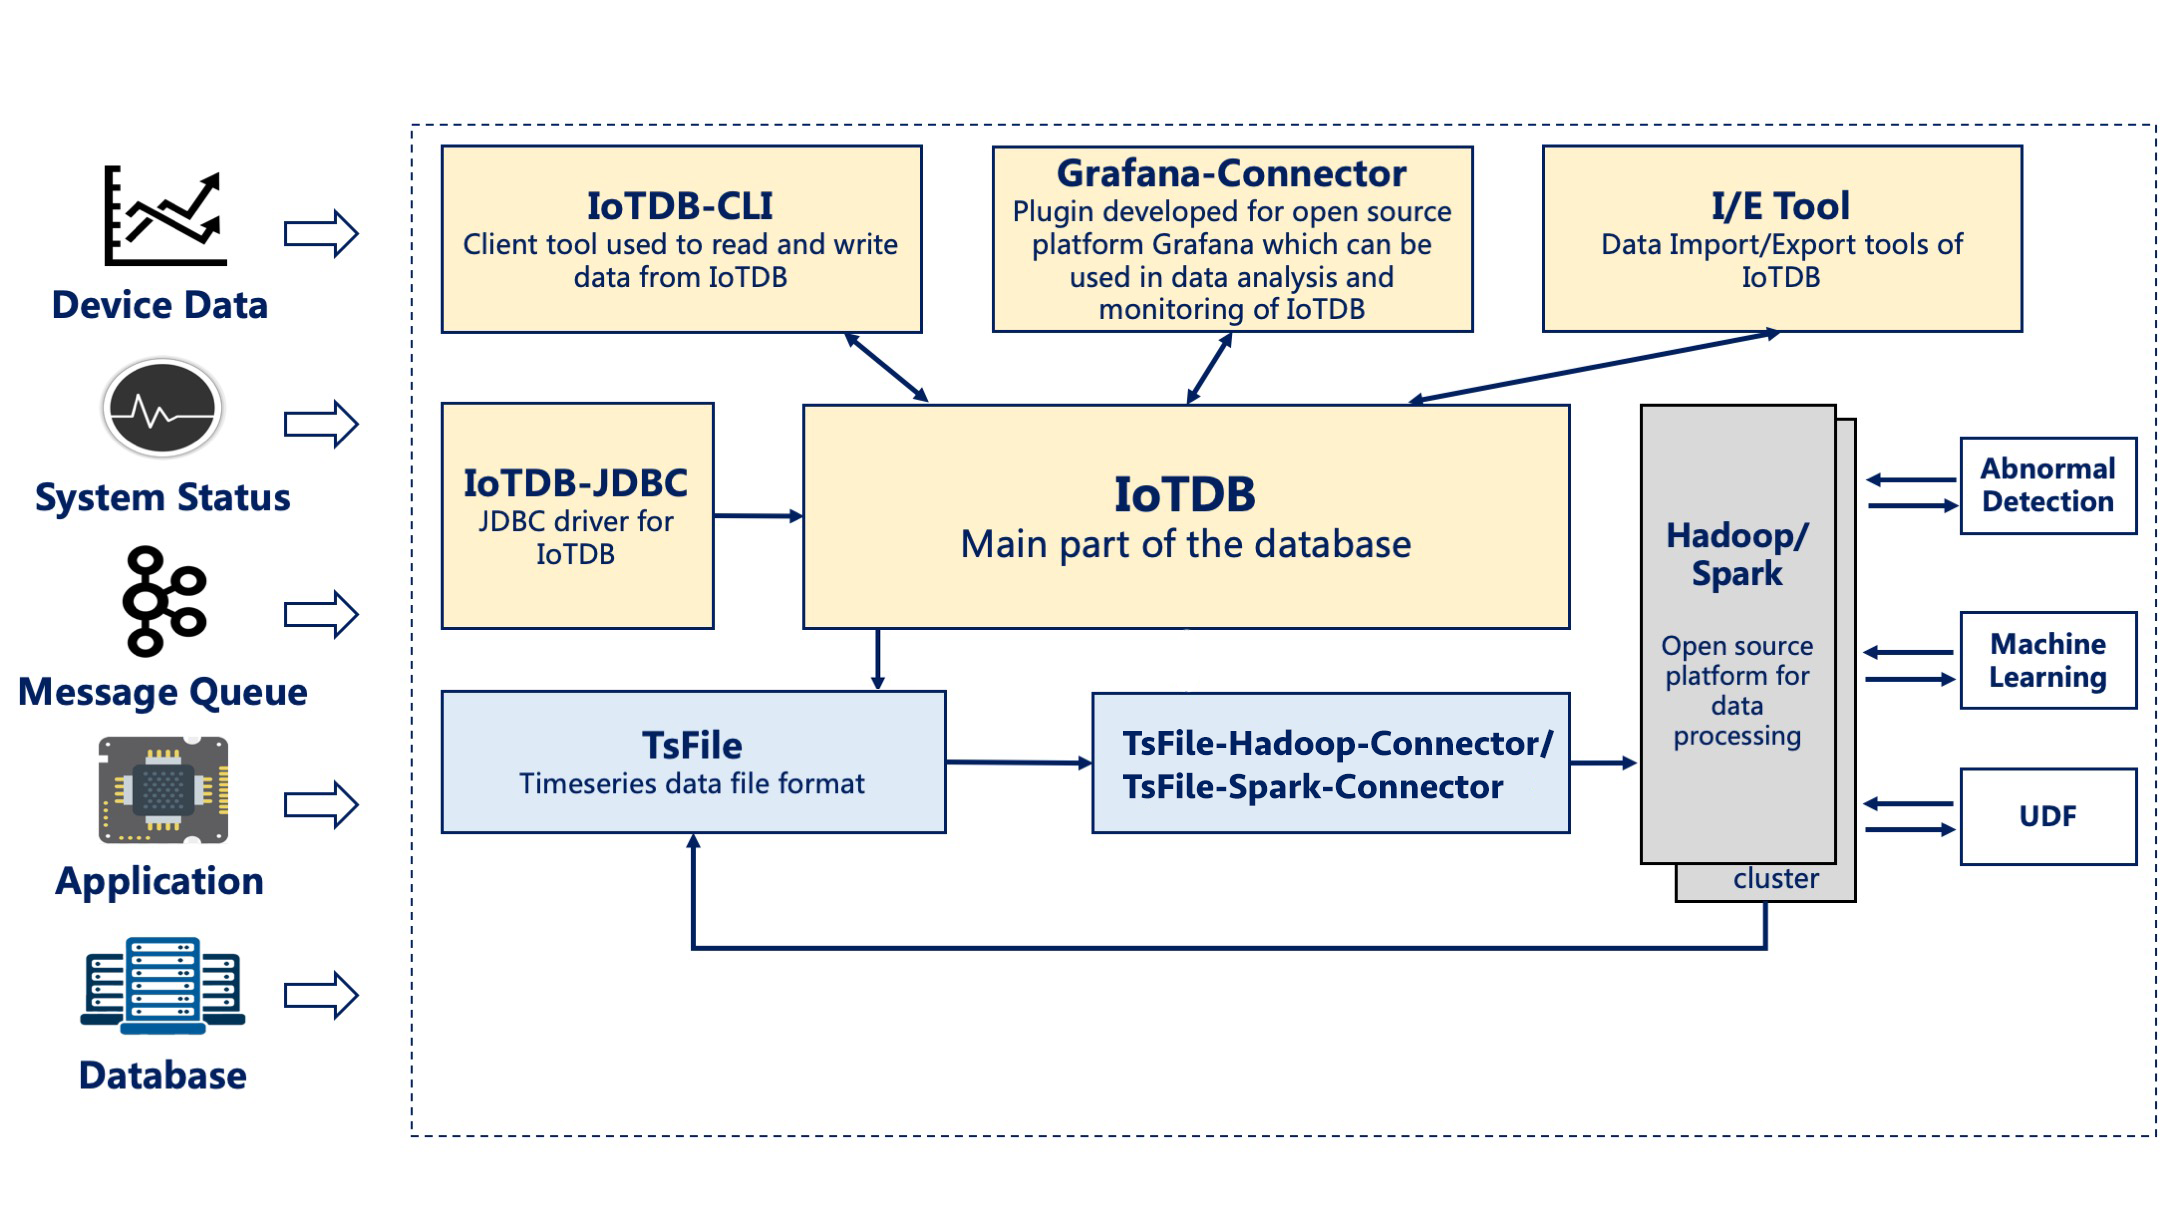 Device Data
System Status
Message Queue
Application
Database
IoTDB-CLI
Client tool used to read and write
data from IoTDB
Grafana-Connector
Plugin developed for open source
platform Grafana which can be
used in data analysis and
monitoring of IoTDB
I/E Tool
Data Import/Export tools of
IoTDB
IoTDB-JDBC
JDBC driver for
IoTDB
IoTDB
Main part of the database
TsFile
Timeseries data file format
TsFile-Hadoop-Connector/
TsFile-Spark-Connector
Hadoop/
Spark
Open source
platform for
data
processing
cluster
Abnormal
Detection
Machine
Learning
UDF